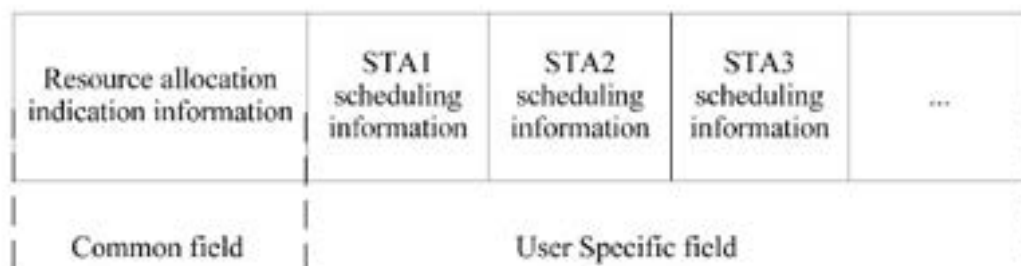 Resource allocation
indication information
STA1
scheduling
information
STA2
scheduling
information
STA3
scheduling
information
...
Common field
User Specific field